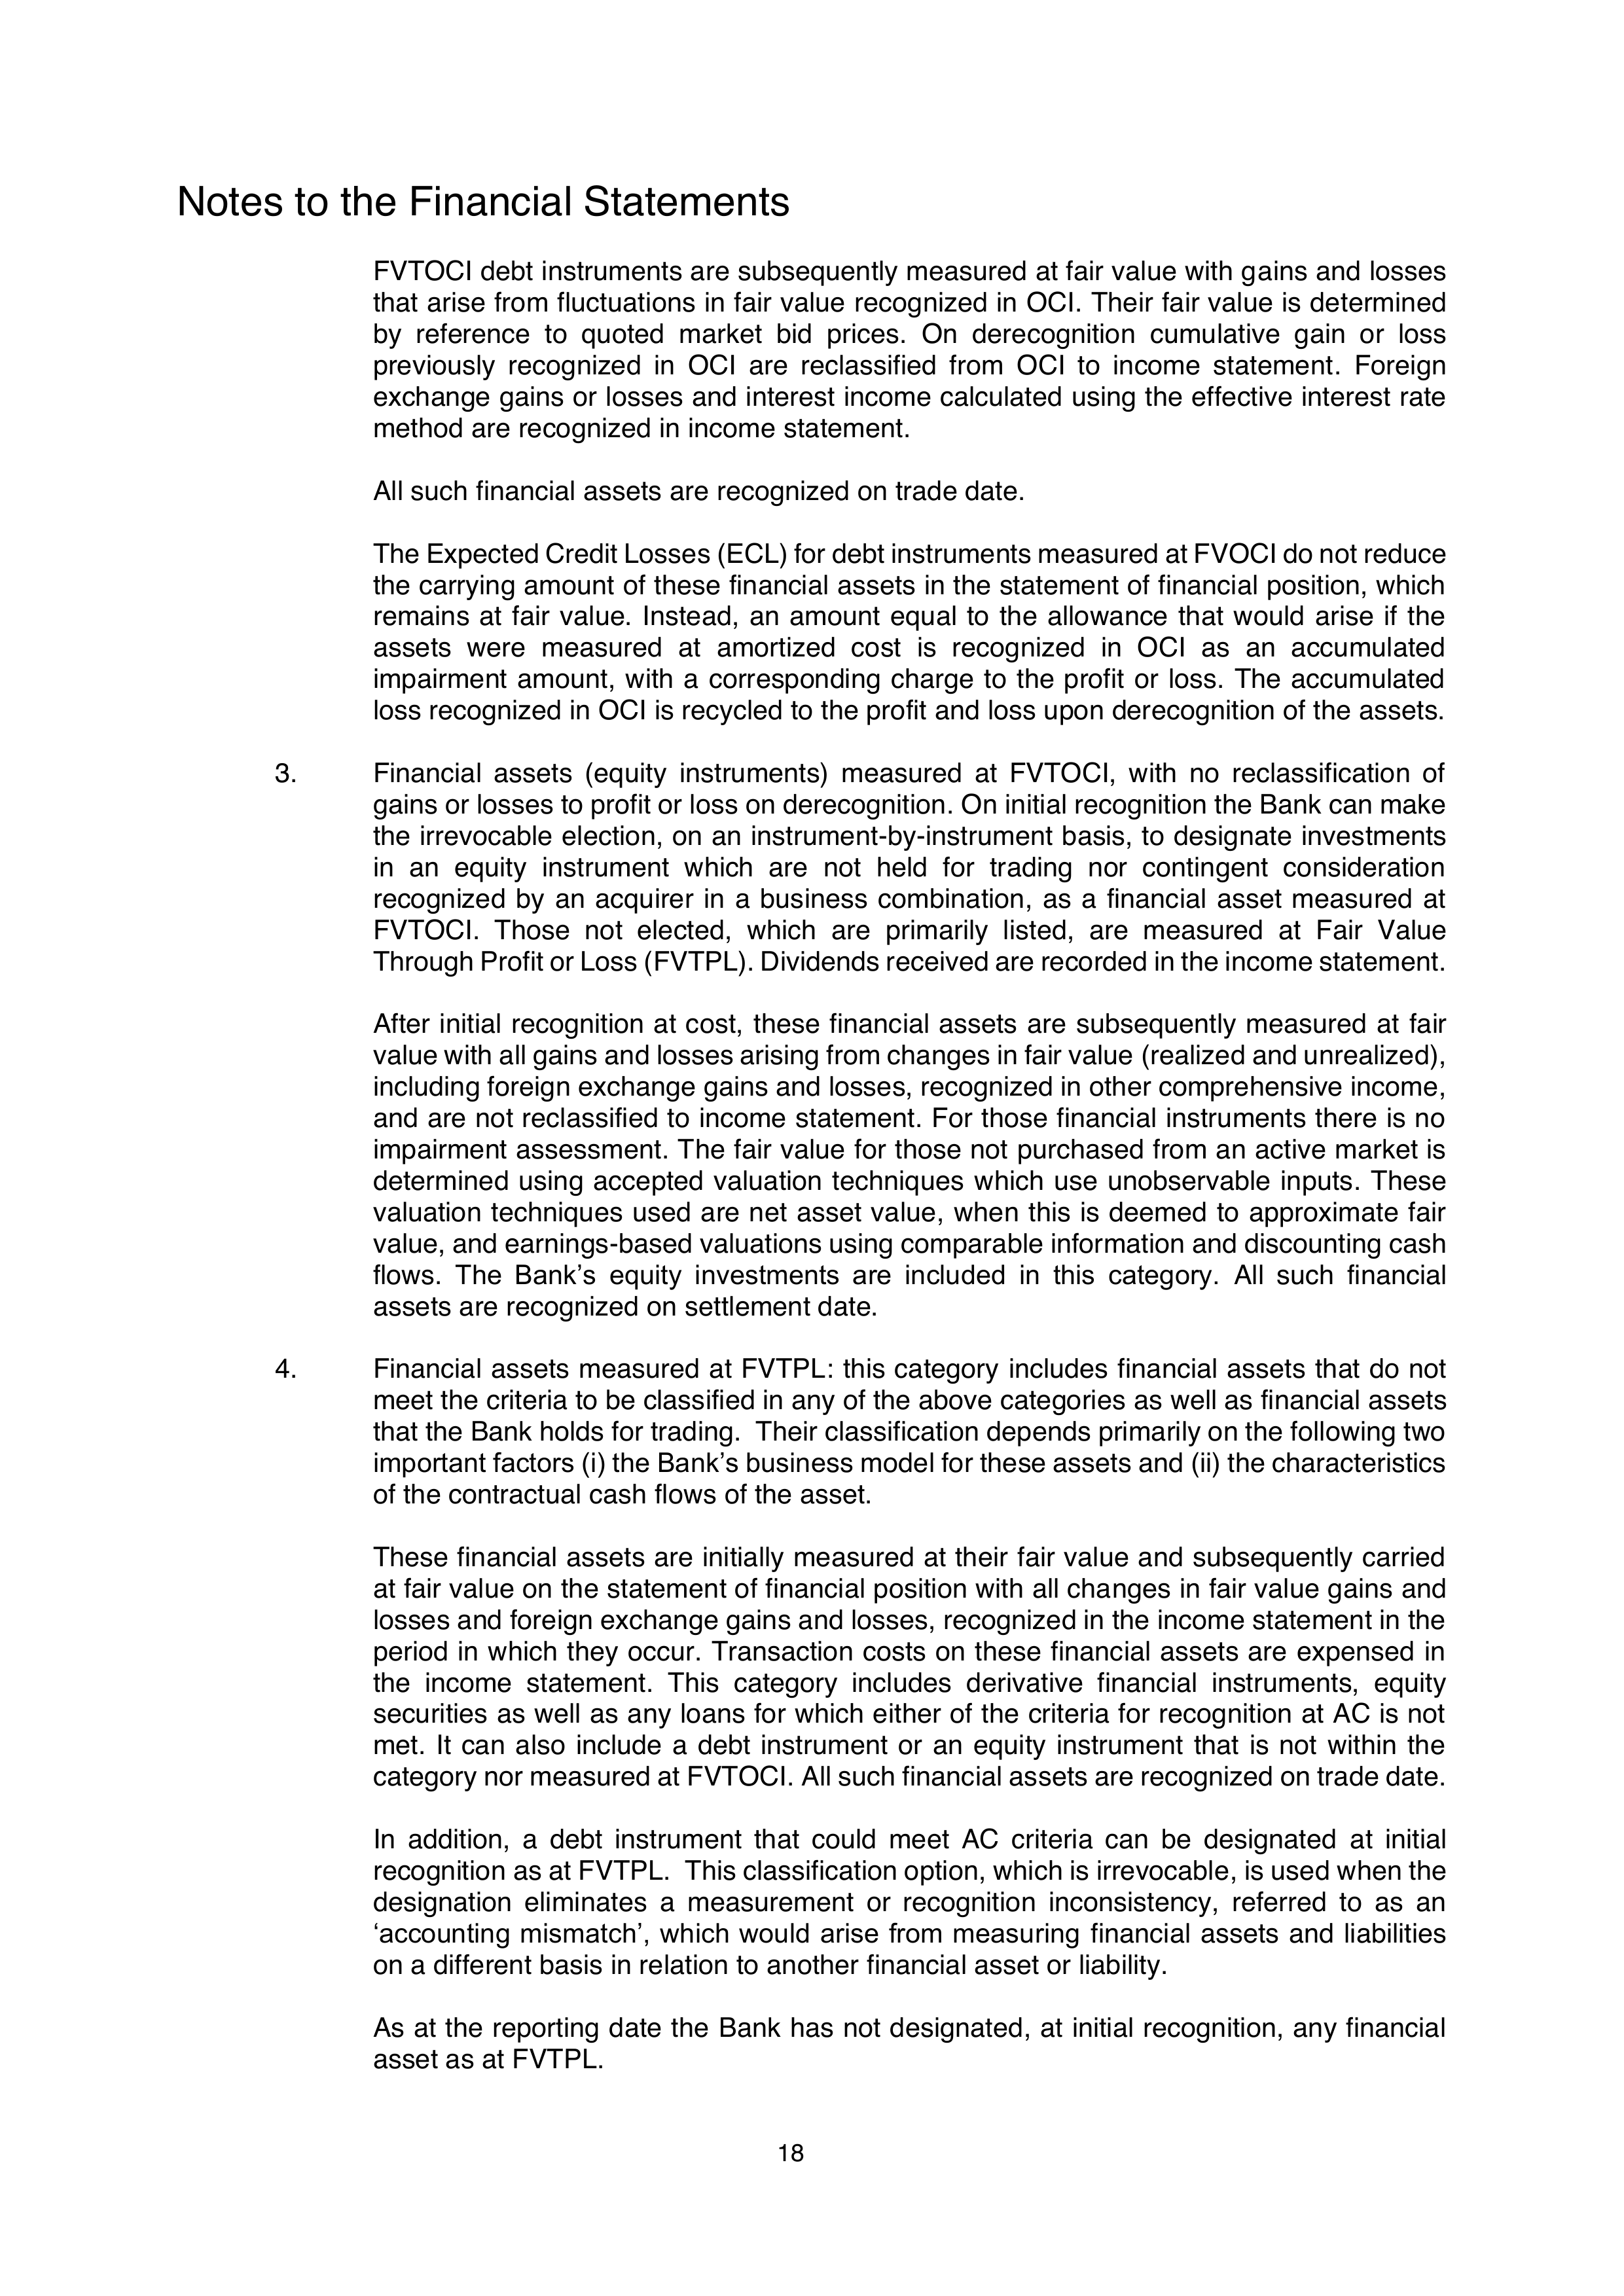 Notes to the Financial Statements
FVTOCI debt instruments are subsequently measured at fair value with gains and losses
that arise from fluctuations in fair value recognized in OCI. Their fair value is determined
by reference to quoted market bid prices. On derecognition cumulative gain or loss
previously recognized in OCI are reclassified from OCI to income statement. Foreign
exchange gains or losses and interest income calculated using the effective interest rate
method are recognized in income statement.
All such financial assets are recognized on trade date.
The Expected Credit Losses (ECL) for debt instruments measured at FVOCI do not reduce
the carrying amount of these financial assets in the statement of financial position, which
remains at fair value. Instead, an amount equal to the allowance that would arise if the
assets were measured at amortized cost is recognized in OCI as an accumulated
impairment amount, with a corresponding charge to the profit or loss. The accumulated
loss recognized in OCI is recycled to the profit and loss upon derecognition of the assets.
3. Financial assets (equity instruments) measured at FVTOCI, with no reclassification of
gains or losses to profit or loss on derecognition. On initial recognition the Bank can make
the irrevocable election, on an instrument-by-instrument basis, to designate investments
in an equity instrument which are not held for trading nor contingent consideration
recognized by an acquirer in a business combination, as a financial asset measured at
FVTOCI. Those not elected, which are primarily listed, are measured at Fair Value
Through Profit or Loss (FVTPL). Dividends received are recorded in the income statement.
After initial recognition at cost, these financial assets are subsequently measured at fair
value with all gains and losses arising from changes in fair value (realized and unrealized),
including foreign exchange gains and losses, recognized in other comprehensive income,
and are not reclassified to income statement. For those financial instruments there is no
impairment assessment. The fair value for those not purchased from an active market is
determined using accepted valuation techniques which use unobservable inputs. These
valuation techniques used are net asset value, when this is deemed to approximate fair
value, and earnings-based valuations using comparable information and discounting cash
flows. The Bank’s equity investments are included in this category. All such financial
assets are recognized on settlement date.
4. Financial assets measured at FVTPL: this category includes financial assets that do not
meet the criteria to be classified in any of the above categories as well as financial assets
that the Bank holds for trading.  Their classification depends primarily on the following two
important factors (i) the Bank’s business model for these assets and (ii) the characteristics
of the contractual cash flows of the asset.
These financial assets are initially measured at their fair value and subsequently carried
at fair value on the statement of financial position with all changes in fair value gains and
losses and foreign exchange gains and losses, recognized in the income statement in the
period in which they occur. Transaction costs on these financial assets are expensed in
the income statement. This category includes derivative financial instruments, equity
securities as well as any loans for which either of the criteria for recognition at AC is not
met. It can also include a debt instrument or an equity instrument that is not within the
category nor measured at FVTOCI. All such financial assets are recognized on trade date.
In addition, a debt instrument that could meet AC criteria can be designated at initial
recognition as at FVTPL.  This classification option, which is irrevocable, is used when the
designation eliminates a measurement or recognition inconsistency, referred to as an
‘accounting mismatch’, which would arise from measuring financial assets and liabilities
on a different basis in relation to another financial asset or liability.
As at the reporting date the Bank has not designated, at initial recognition, any financial
asset as at FVTPL.
18